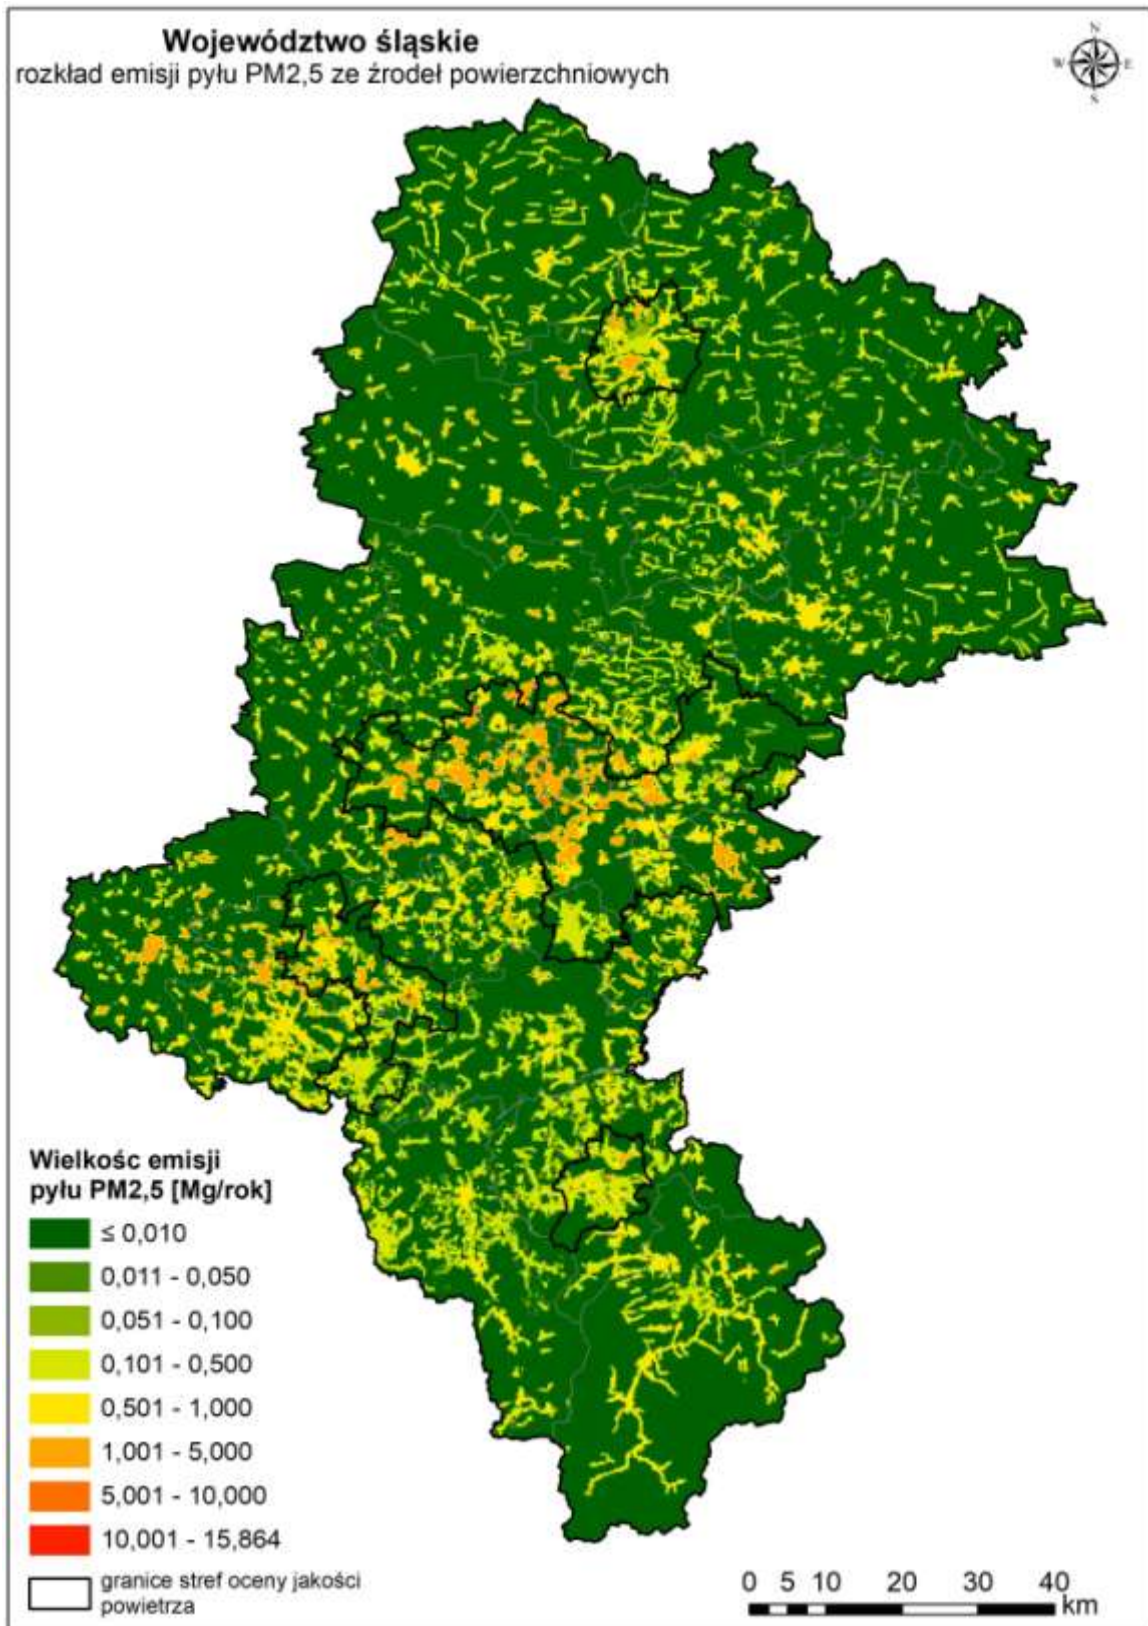 Województwo śląskie
rozkład emisji pyłu PM2,5 ze źrodeł powierzchniowych
N
W E
S
Wielkośc emisji
pyłu PM2,5 [Mg/rok]
≤ 0,010
0,011 - 0,050
0,051 - 0,100
0,101 - 0,500
0,501 - 1,000
1,001 - 5,000
5,001 - 10,000
10,001 - 15,864
granice stref oceny jakości
powietrza
0 5 10 20 30 40
km